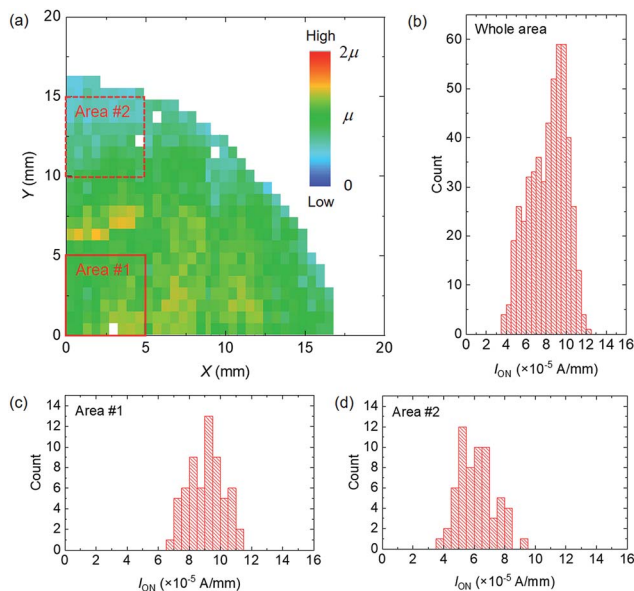 (a)
High
2μ
μ
0
Low
Area #2
Area #1
20
15
10
5
0
Y (mm)
0 5 10 15 20
X (mm)
(b)
Whole area
60
50
40
30
20
10
0
Count
0 2 4 6 8 10 12 14 16
I_ON (×10⁻⁵ A/mm)
(c)
Area #1
14
12
10
8
6
4
2
0
Count
0 2 4 6 8 10 12 14 16
I_ON (×10⁻⁵ A/mm)
(d)
Area #2
14
12
10
8
6
4
2
0
Count
0 2 4 6 8 10 12 14 16
I_ON (×10⁻⁵ A/mm)